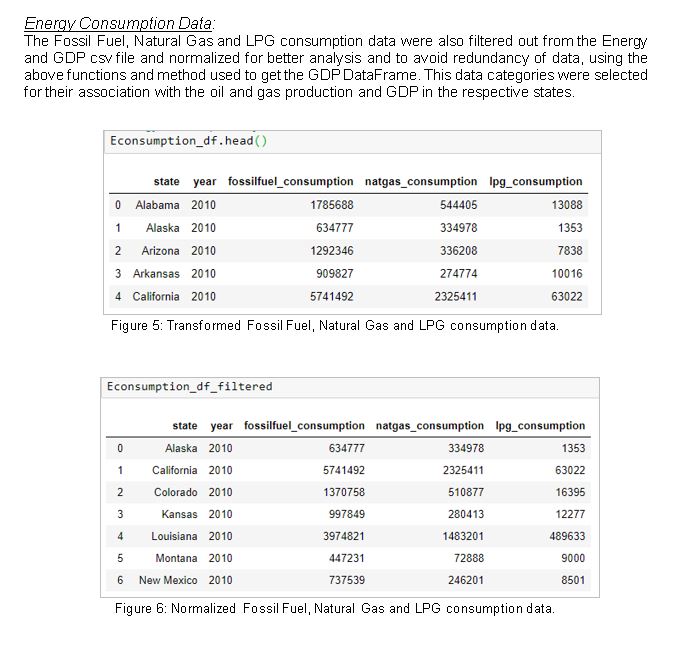 Energy Consumption Data:
The Fossil Fuel, Natural Gas and LPG consumption data were also filtered out from the Energy
and GDP csv file and normalized for better analysis and to avoid redundancy of data, using the
above functions and method used to get the GDP DataFrame. This data categories were selected
for their association with the oil and gas production and GDP in the respective states.
Econsumption_df.head()
state year fossilfuel_consumption natgas_consumption lpg_consumption
0 Alabama 2010 1785688 544405 13088
1 Alaska 2010 634777 334978 1353
2 Arizona 2010 1292346 336208 7838
3 Arkansas 2010 909827 274774 10016
4 California 2010 5741492 2325411 63022
Figure 5: Transformed Fossil Fuel, Natural Gas and LPG consumption data.
Econsumption_df_filtered
state year fossilfuel_consumption natgas_consumption lpg_consumption
0 Alaska 2010 634777 334978 1353
1 California 2010 5741492 2325411 63022
2 Colorado 2010 1370758 510877 16395
3 Kansas 2010 997849 280413 12277
4 Louisiana 2010 3974821 1483201 489633
5 Montana 2010 447231 72888 9000
6 New Mexico 2010 737539 246201 8501
Figure 6: Normalized Fossil Fuel, Natural Gas and LPG consumption data.